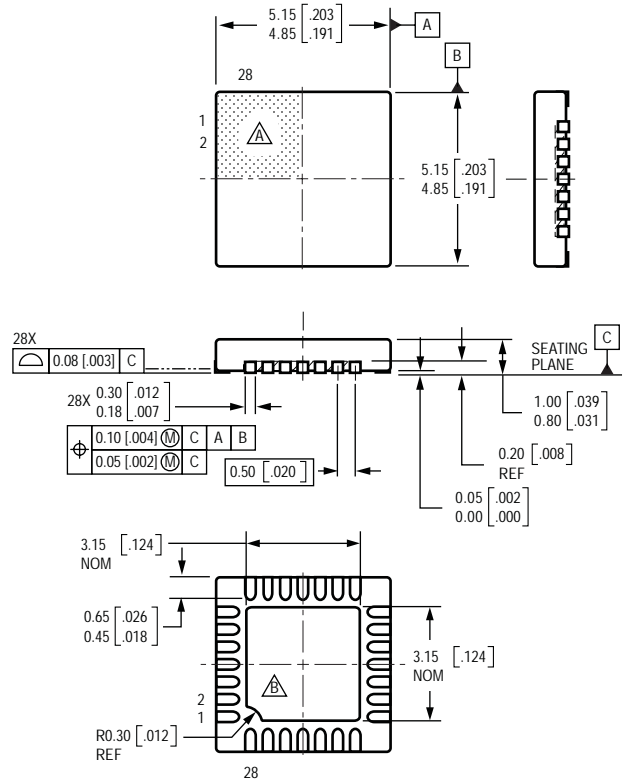 5.15 [.203
4.85 .191]
A
B
28
1
2
A
5.15 [.203
4.85 .191]
28X
⌓ 0.08 [.003] C
SEATING
PLANE
C
28X 0.30 [.012
0.18 .007]
1.00 [.039
0.80 .031]
⌖ 0.10 [.004] Ⓜ C A B
0.05 [.002] Ⓜ C
0.50 [.020]
0.20 [.008]
REF
0.05 [.002
0.00 .000]
3.15 [.124]
NOM
0.65 [.026
0.45 .018]
3.15 [.124]
NOM
B
2
1
R0.30 [.012]
REF
28